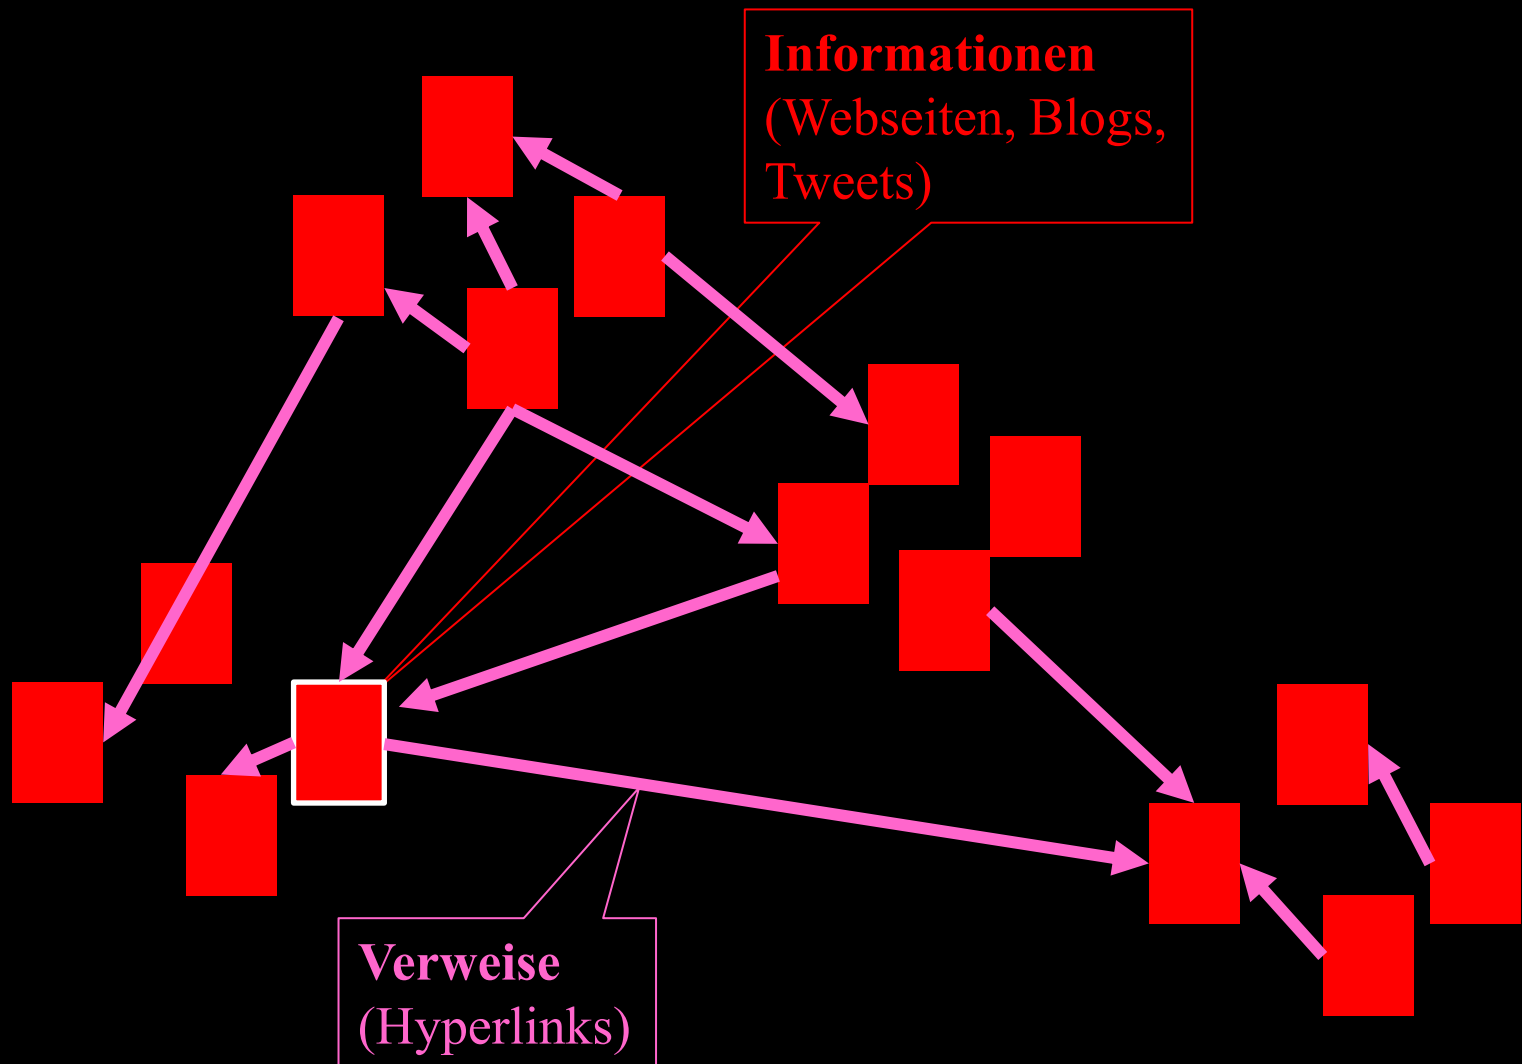 Informationen
(Webseiten, Blogs,
Tweets)
Verweise
(Hyperlinks)